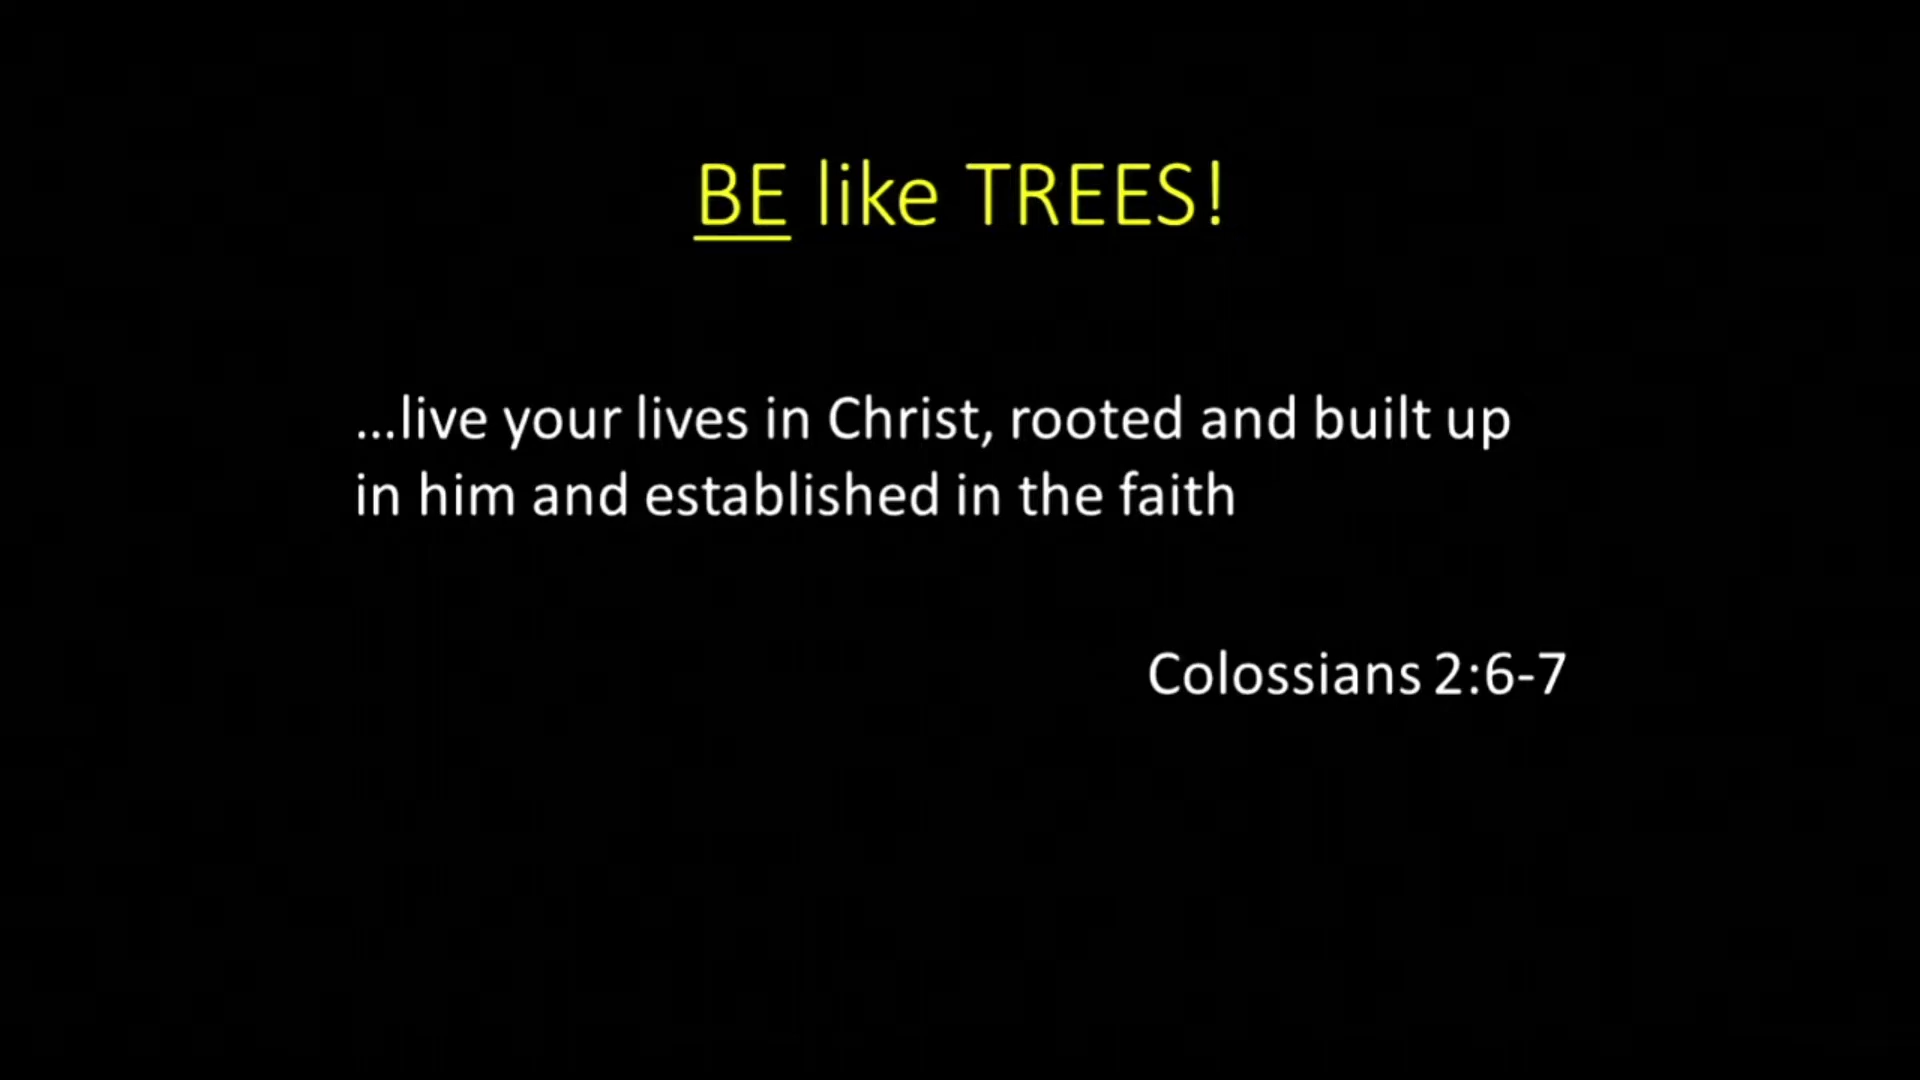 BE like TREES!
...live your lives in Christ, rooted and built up
in him and established in the faith
Colossians 2:6-7